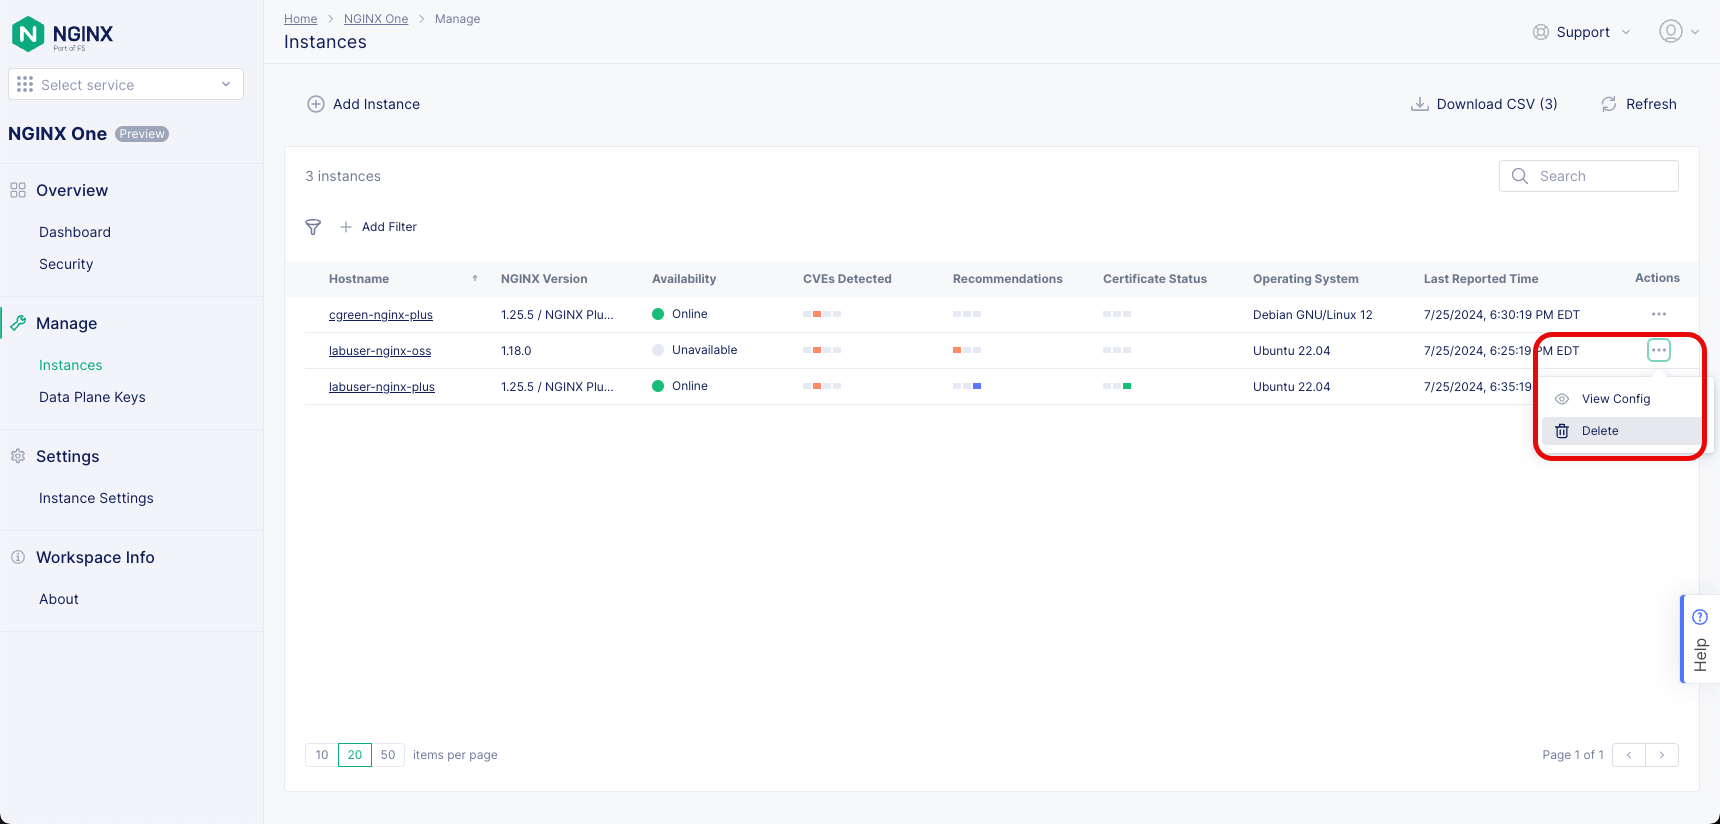 NGINX
Part of F5
Select service
NGINX One Preview
Overview
Dashboard
Security
Manage
Instances
Data Plane Keys
Settings
Instance Settings
Workspace Info
About
Home > NGINX One > Manage
Instances
Support
Add Instance
Download CSV (3)
Refresh
3 instances
Search
Add Filter
Hostname NGINX Version Availability CVEs Detected Recommendations Certificate Status Operating System Last Reported Time Actions
cgreen-nginx-plus 1.25.5 / NGINX Plu... Online Debian GNU/Linux 12 7/25/2024, 6:30:19 PM EDT
labuser-nginx-oss 1.18.0 Unavailable Ubuntu 22.04 7/25/2024, 6:25:19 PM EDT
labuser-nginx-plus 1.25.5 / NGINX Plu... Online Ubuntu 22.04 7/25/2024, 6:35:19
View Config
Delete
Help
10 20 50 items per page
Page 1 of 1